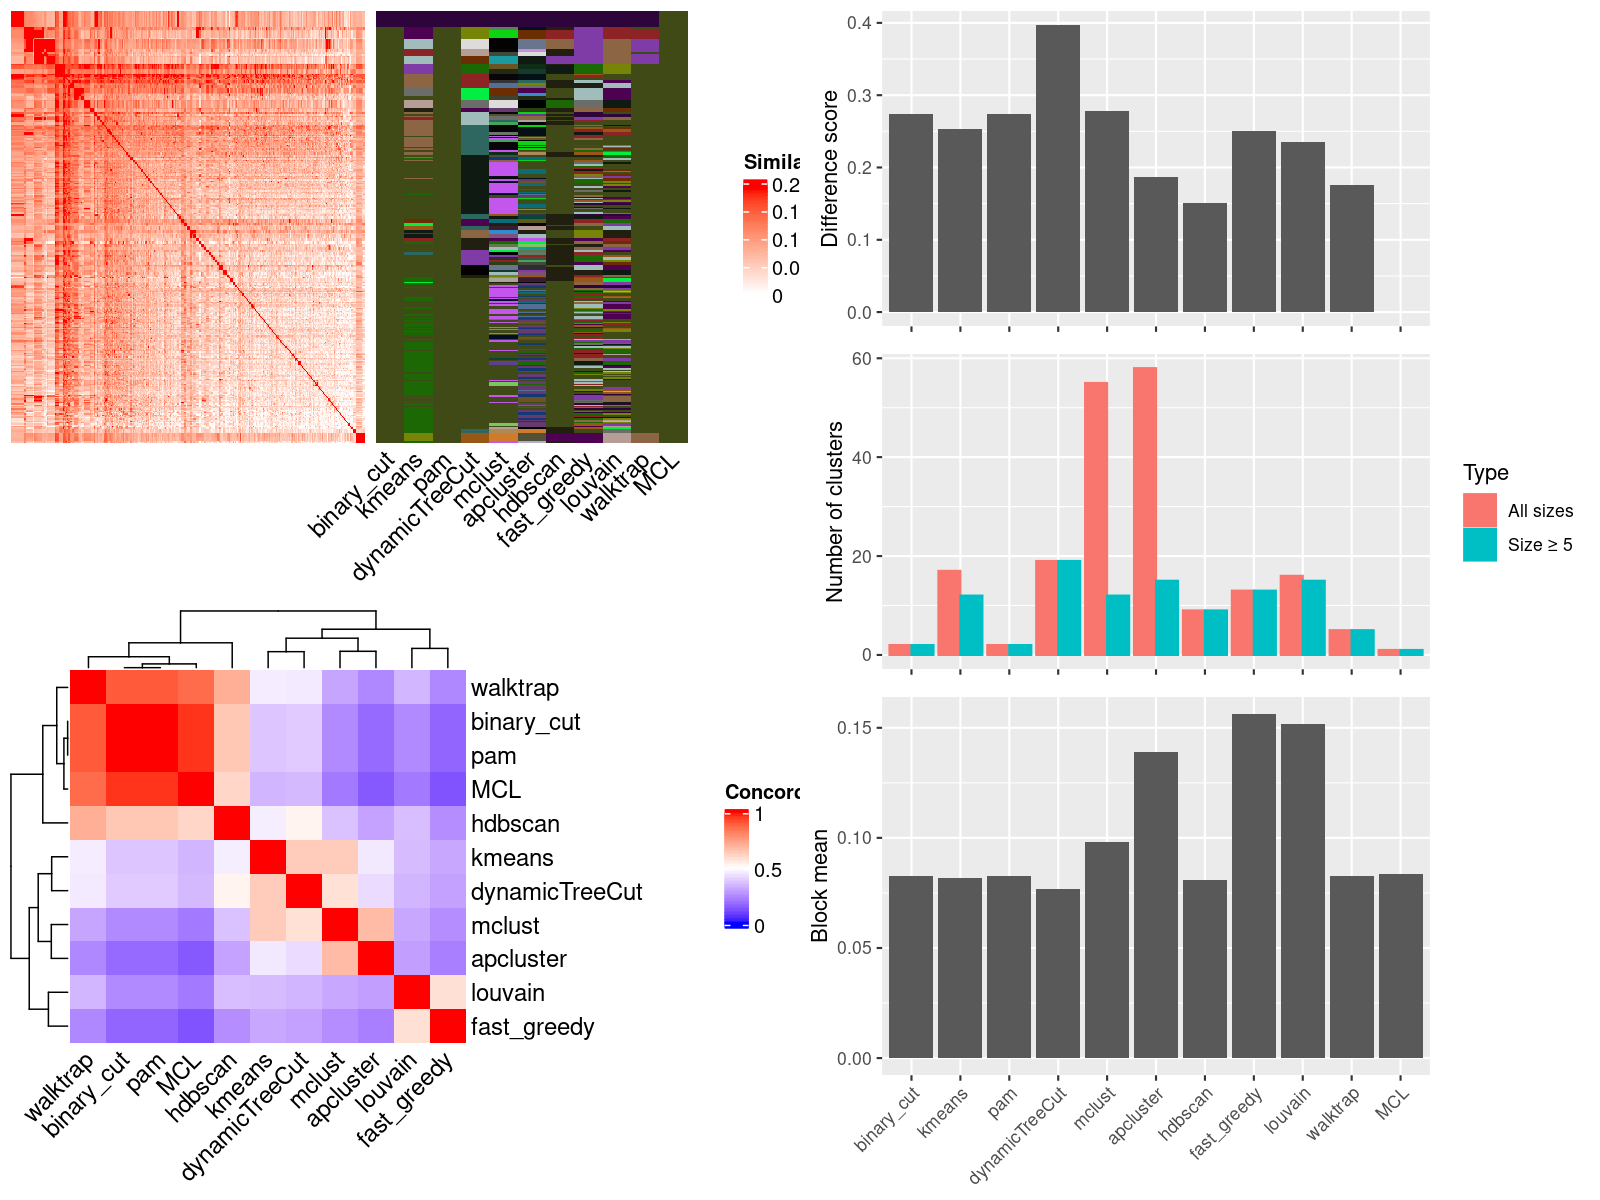 Simila
0.2
0.1
0.1
0.0
0
binary_cut
kmeans
pam
dynamicTreeCut
mclust
apcluster
hdbscan
fast_greedy
louvain
walktrap
MCL
walktrap
binary_cut
pam
MCL
hdbscan
kmeans
dynamicTreeCut
mclust
apcluster
louvain
fast_greedy
walktrap
binary_cut
pam
MCL
hdbscan
kmeans
dynamicTreeCut
mclust
apcluster
louvain
fast_greedy
Concord
1
0.5
0
Difference score
0.4
0.3
0.2
0.1
0.0
Number of clusters
60
40
20
0
Type
All sizes
Size ≥ 5
Block mean
0.15
0.10
0.05
0.00
binary_cut
kmeans
pam
dynamicTreeCut
mclust
apcluster
hdbscan
fast_greedy
louvain
walktrap
MCL